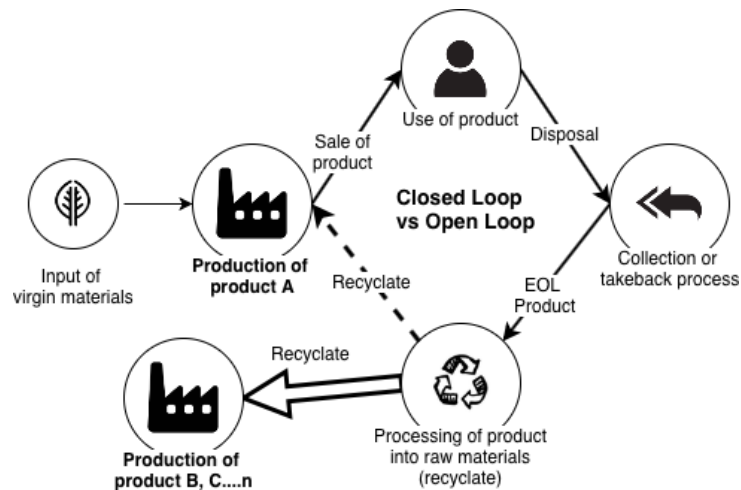 Use of product
Sale of
product
Disposal
Closed Loop
vs Open Loop
Input of
virgin materials
Production of
product A
Recyclate
EOL
Product
Collection or
takeback process
Recyclate
Processing of product
into raw materials
(recyclate)
Production of
product B, C....n